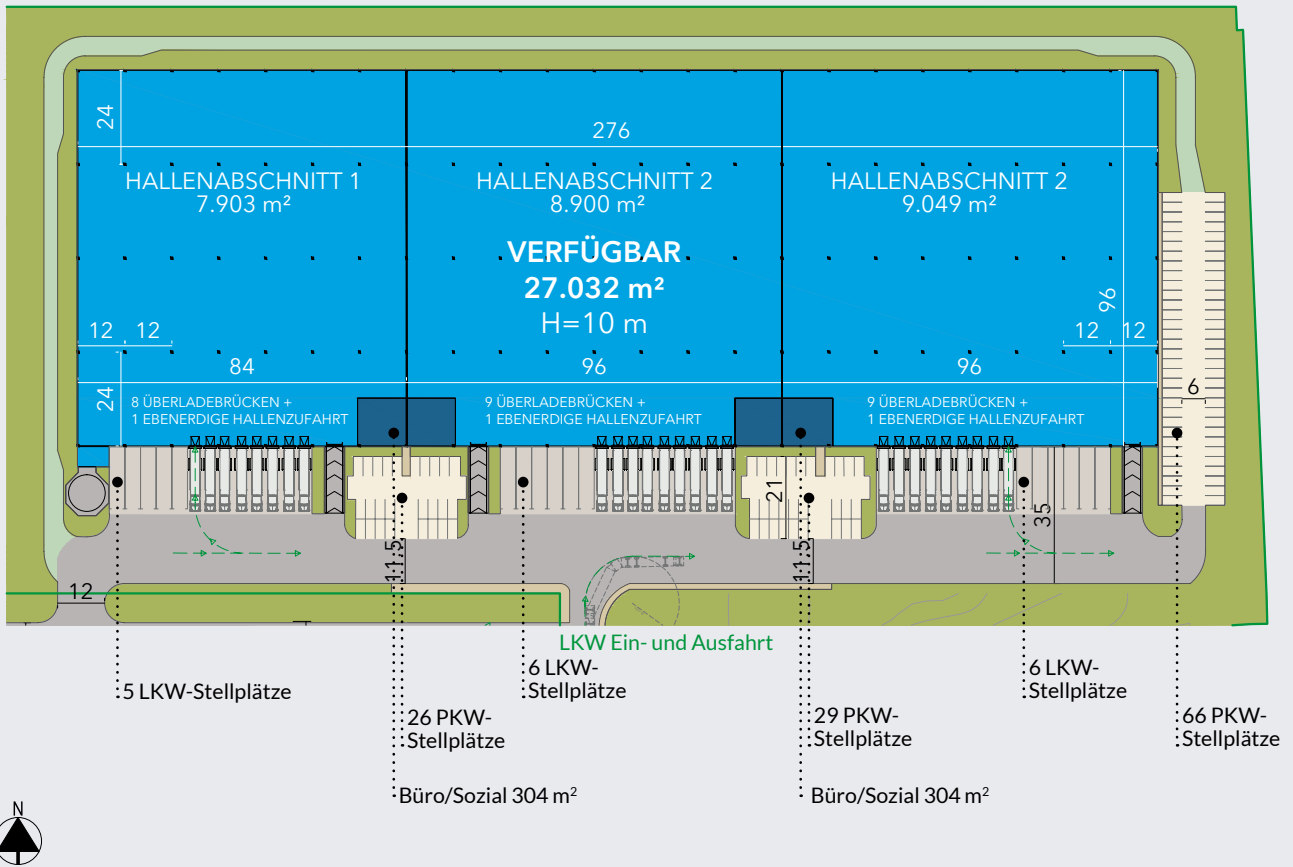 24
276
HALLENABSCHNITT 1
7.903 m²
HALLENABSCHNITT 2
8.900 m²
HALLENABSCHNITT 2
9.049 m²
VERFÜGBAR
27.032 m²
H=10 m
96
12 12
12 12
84
96
96
24
6
8 ÜBERLADEBRÜCKEN +
1 EBENERDIGE HALLENZUFAHRT
9 ÜBERLADEBRÜCKEN +
1 EBENERDIGE HALLENZUFAHRT
9 ÜBERLADEBRÜCKEN +
1 EBENERDIGE HALLENZUFAHRT
21
35
11.5
11.5
12
LKW Ein- und Ausfahrt
5 LKW-Stellplätze
6 LKW-
Stellplätze
6 LKW-
Stellplätze
26 PKW-
Stellplätze
29 PKW-
Stellplätze
66 PKW-
Stellplätze
Büro/Sozial 304 m²
Büro/Sozial 304 m²
N